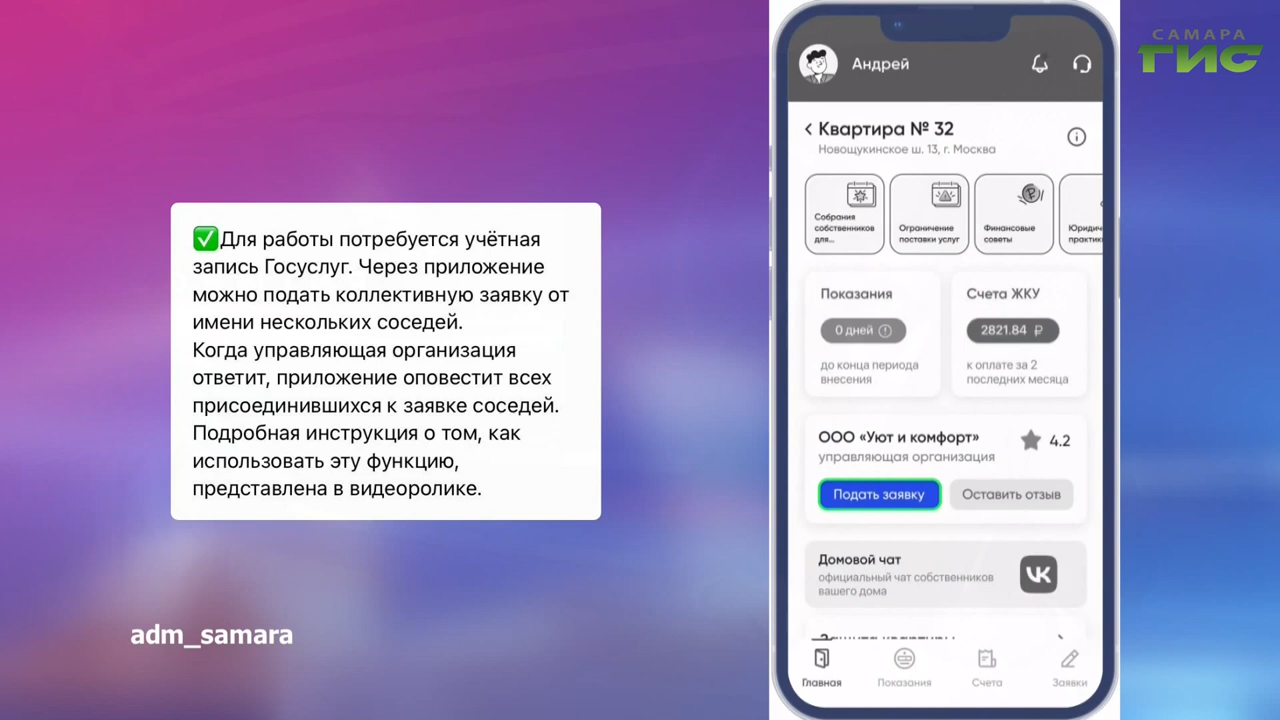 ✅Для работы потребуется учётная
запись Госуслуг. Через приложение
можно подать коллективную заявку от
имени нескольких соседей.
Когда управляющая организация
ответит, приложение оповестит всех
присоединившихся к заявке соседей.
Подробная инструкция о том, как
использовать эту функцию,
представлена в видеоролике.
adm_samara
САМАРА
ГИС
Андрей
Квартира № 32
Новощукинское ш. 13, г. Москва
Собрания
собственников
для...
Ограничение
поставки услуг
Финансовые
советы
Показания
0 дней
до конца периода
внесения
Счета ЖКУ
2821.84 ₽
к оплате за 2
последних месяца
ООО «Уют и комфорт»
4.2
управляющая организация
Подать заявку
Оставить отзыв
Домовой чат
официальный чат собственников
вашего дома
Главная
Показания
Счета
Заявки